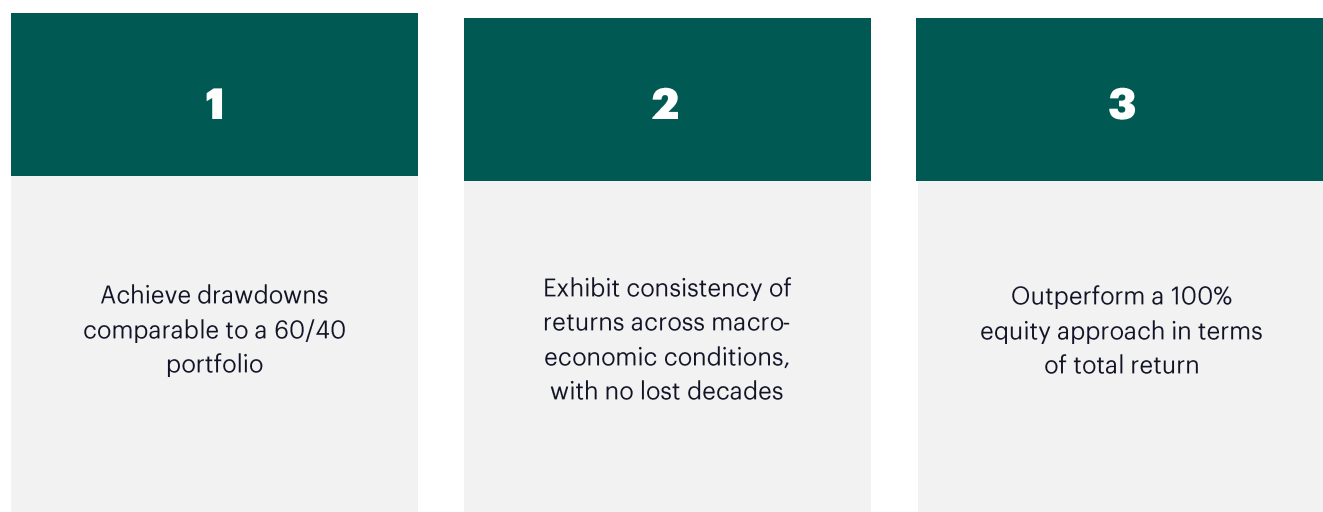 1
Achieve drawdowns
comparable to a 60/40
portfolio
2
Exhibit consistency of
returns across macro-
economic conditions,
with no lost decades
3
Outperform a 100%
equity approach in terms
of total return